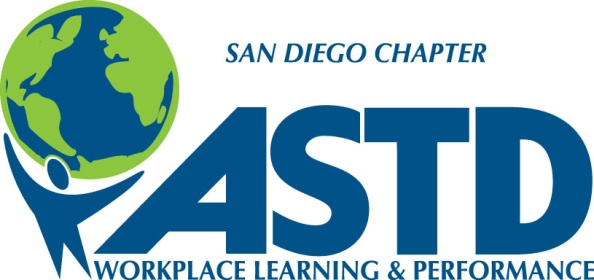 SAN DIEGO CHAPTER
ASTD
WORKPLACE LEARNING & PERFORMANCE